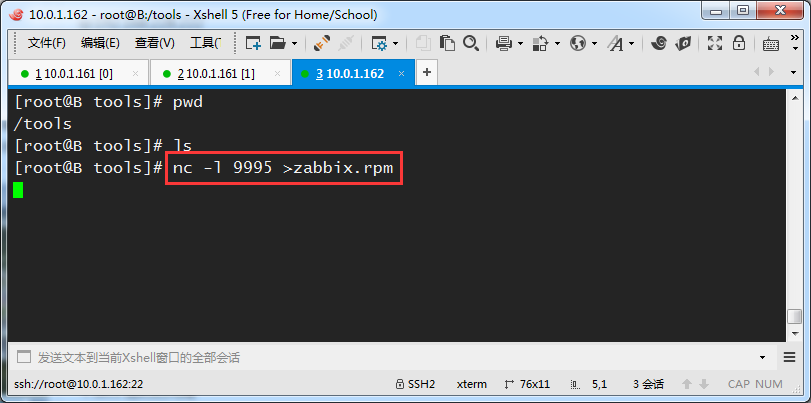 10.0.1.162 - root@B:/tools - Xshell 5 (Free for Home/School)
文件(F) 编辑(E) 查看(V) 工具(
1 10.0.1.161 [0] × 2 10.0.1.161 [1] × 3 10.0.1.162 × +
[root@B tools]# pwd
/tools
[root@B tools]# ls
[root@B tools]# nc -l 9995 >zabbix.rpm
发送文本到当前Xshell窗口的全部会话
ssh://root@10.0.1.162:22 SSH2 xterm 76x11 5,1 3 会话 CAP NUM